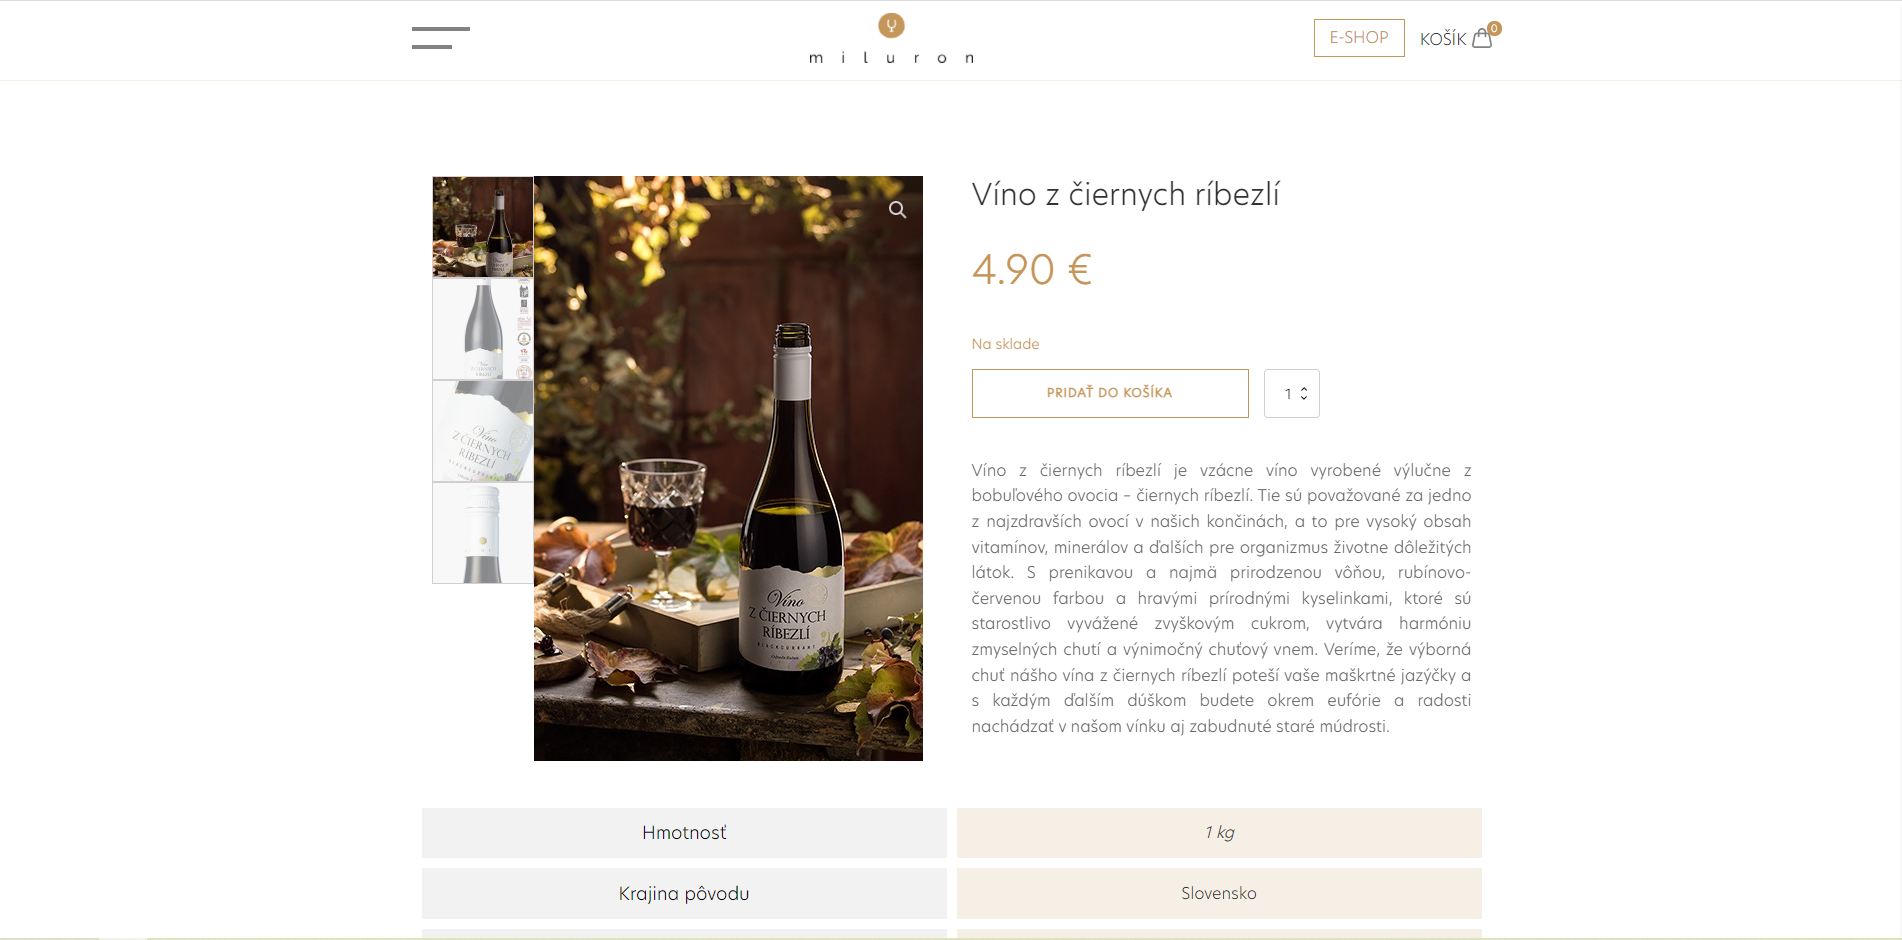 miluron
E-SHOP
KOŠÍK
0
Víno z čiernych ríbezlí
4.90 €
Na sklade
PRIDAŤ DO KOŠÍKA
1
Víno z čiernych ríbezlí je vzácne víno vyrobené výlučne z
bobuľového ovocia – čiernych ríbezlí. Tie sú považované za jedno
z najzdravších ovocí v našich končinách, a to pre vysoký obsah
vitamínov, minerálov a ďalších pre organizmus životne dôležitých
látok. S prenikavou a najmä prirodzenou vôňou, rubínovo-
červenou farbou a hravými prírodnými kyselinkami, ktoré sú
starostlivo vyvážené zvyškovým cukrom, vytvára harmóniu
zmyselných chutí a výnimočný chuťový vnem. Veríme, že výborná
chuť nášho vína z čiernych ríbezlí poteší vaše maškrtné jazýčky a
s každým ďalším dúškom budete okrem eufórie a radosti
nachádzať v našom vínku aj zabudnuté staré múdrosti.
Víno
Z ČIERNYCH
RÍBEZLÍ
Víno
Z ČIERNYCH
RÍBEZLÍ
BLACKCURRANT
Hmotnosť
1 kg
Krajina pôvodu
Slovensko